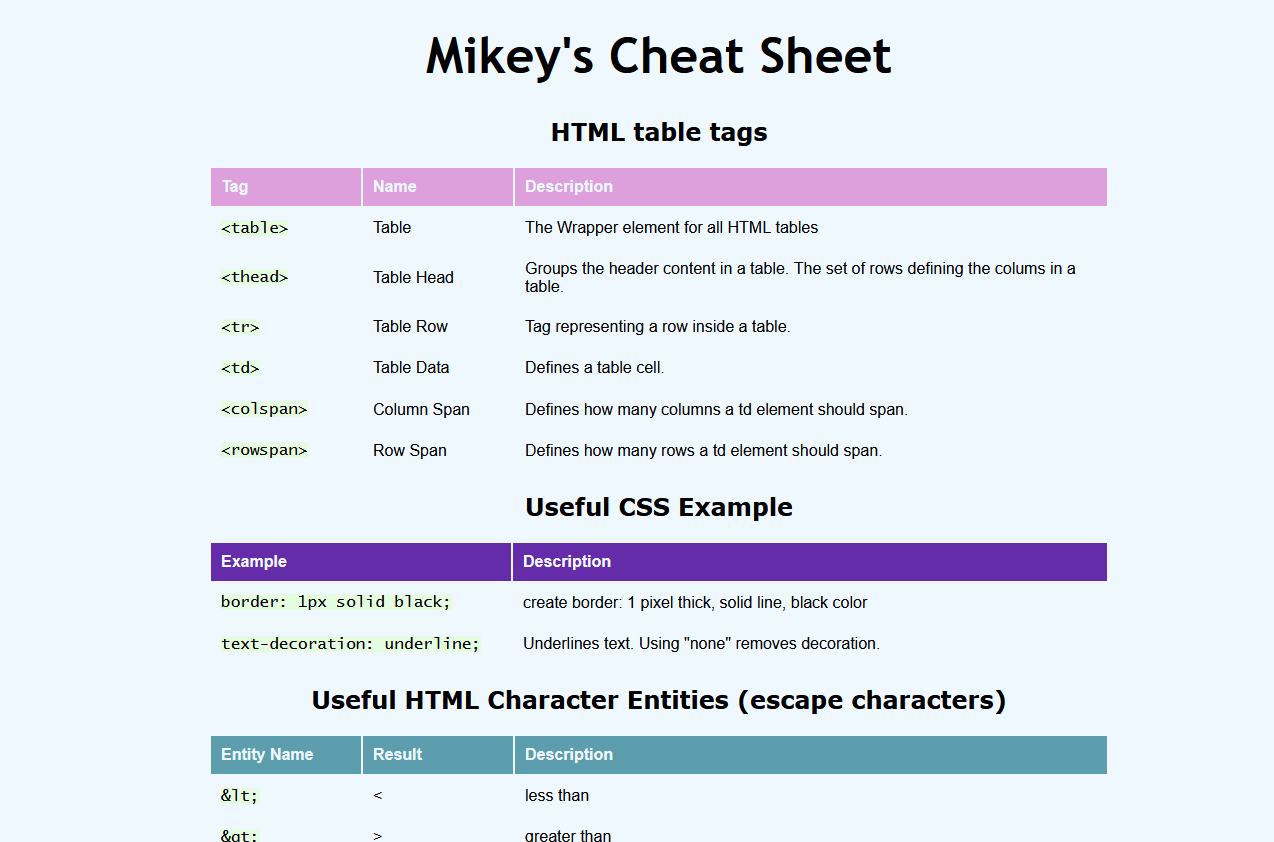 Mikey's Cheat Sheet
HTML table tags
Tag Name Description
<table> Table The Wrapper element for all HTML tables
<thead> Table Head Groups the header content in a table. The set of rows defining the colums in a
table.
<tr> Table Row Tag representing a row inside a table.
<td> Table Data Defines a table cell.
<colspan> Column Span Defines how many columns a td element should span.
<rowspan> Row Span Defines how many rows a td element should span.
Useful CSS Example
Example Description
border: 1px solid black; create border: 1 pixel thick, solid line, black color
text-decoration: underline; Underlines text. Using "none" removes decoration.
Useful HTML Character Entities (escape characters)
Entity Name Result Description
&lt; < less than
&gt; > greater than